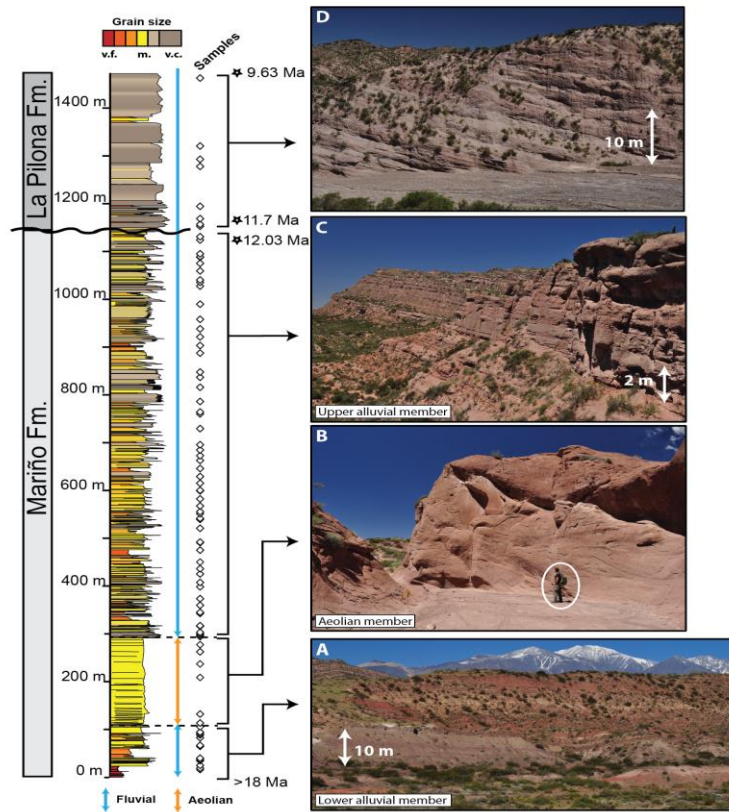 Grain size
v.f. m. v.c.
Samples
La Pilona Fm.
Mariño Fm.
1400 m
1200 m
1000 m
800 m
600 m
400 m
200 m
0 m
9.63 Ma
11.7 Ma
12.03 Ma
>18 Ma
Fluvial
Aeolian
D
10 m
C
2 m
Upper alluvial member
B
Aeolian member
A
10 m
Lower alluvial member